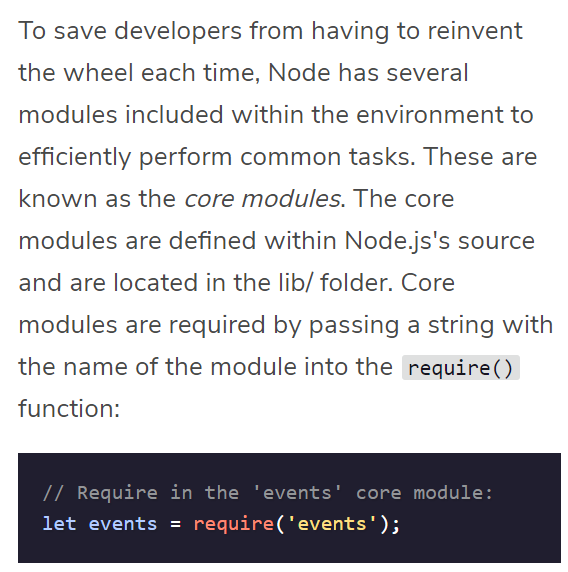 To save developers from having to reinvent
the wheel each time, Node has several
modules included within the environment to
efficiently perform common tasks. These are
known as the core modules. The core
modules are defined within Node.js's source
and are located in the lib/ folder. Core
modules are required by passing a string with
the name of the module into the require()
function:
// Require in the 'events' core module:
let events = require('events');